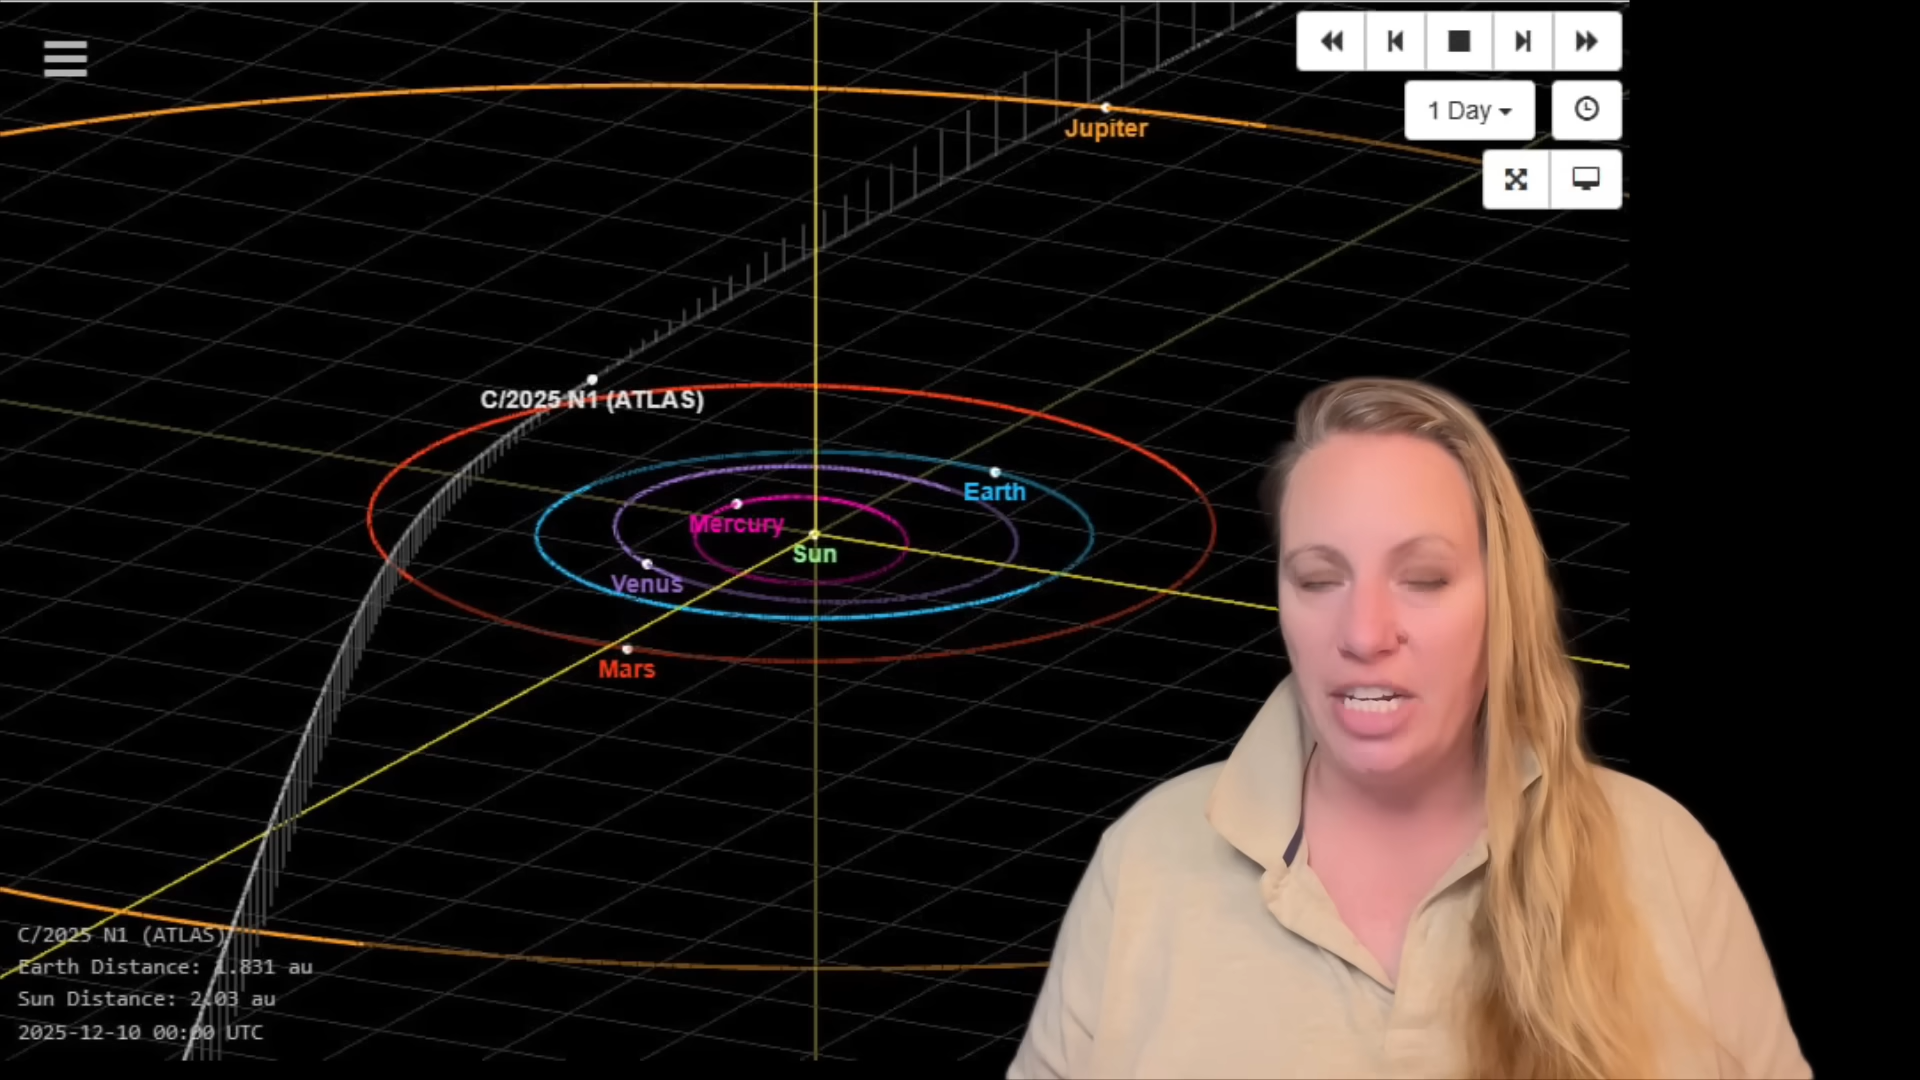 1 Day
Jupiter
C/2025 N1 (ATLAS)
Earth
Mercury
Sun
Venus
Mars
C/2025 N1 (ATLAS)
Earth Distance: 1.831 au
Sun Distance: 2.03 au
2025-12-10 00:00 UTC